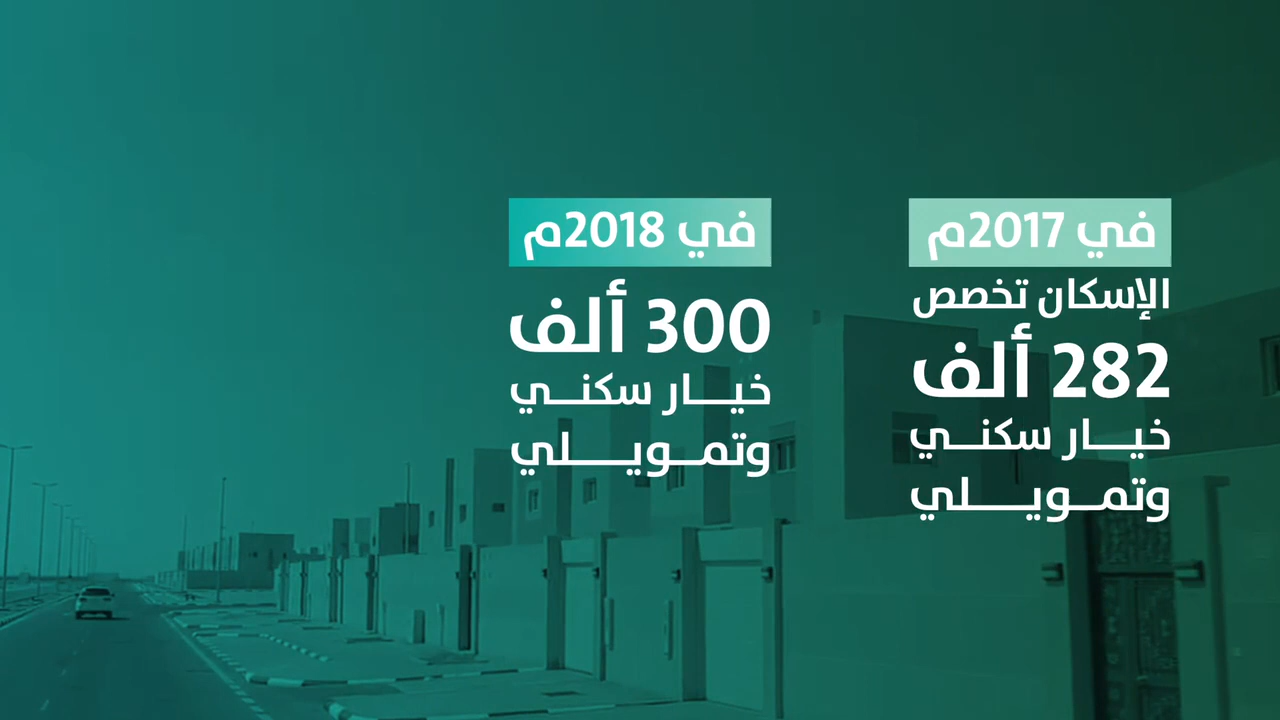 في 2017م
الإسكان تخصص
282 ألف
خيار سكني
وتمويلي
في 2018م
300 ألف
خيار سكني
وتمويلي